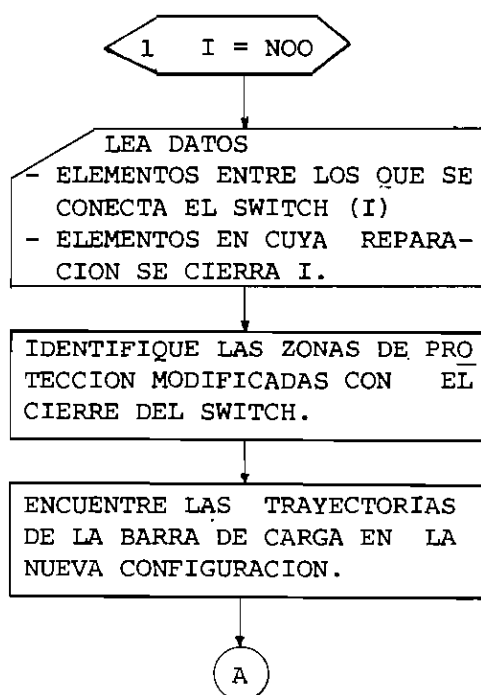 1 I = NOO
LEA DATOS
- ELEMENTOS ENTRE LOS QUE SE
CONECTA EL SWITCH (I)
- ELEMENTOS EN CUYA REPARA-
CION SE CIERRA I.
IDENTIFIQUE LAS ZONAS DE PRO
TECCION MODIFICADAS CON EL
CIERRE DEL SWITCH.
ENCUENTRE LAS TRAYECTORIAS
DE LA BARRA DE CARGA EN LA
NUEVA CONFIGURACION.
A